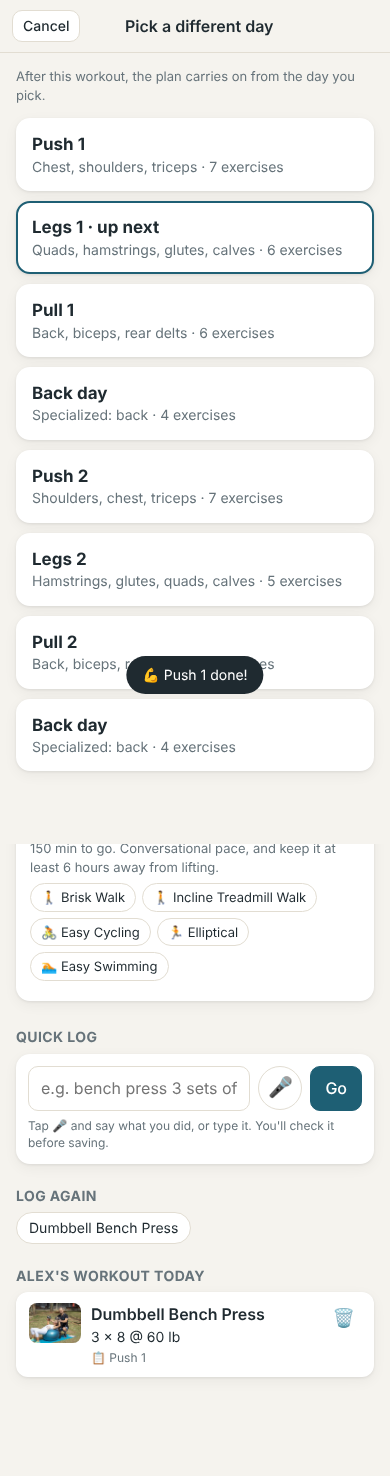 Cancel
Pick a different day
After this workout, the plan carries on from the day you
pick.
Push 1
Chest, shoulders, triceps · 7 exercises
Legs 1 · up next
Quads, hamstrings, glutes, calves · 6 exercises
Pull 1
Back, biceps, rear delts · 6 exercises
Back day
Specialized: back · 4 exercises
Push 2
Shoulders, chest, triceps · 7 exercises
Legs 2
Hamstrings, glutes, quads, calves · 5 exercises
Pull 2
Back, biceps,
💪 Push 1 done!
Back day
Specialized: back · 4 exercises
150 min to go. Conversational pace, and keep it at
least 6 hours away from lifting.
🚶 Brisk Walk
🚶 Incline Treadmill Walk
🚴 Easy Cycling
🏃 Elliptical
🏊 Easy Swimming
QUICK LOG
e.g. bench press 3 sets of
🎤
Go
Tap 🎤 and say what you did, or type it. You'll check it
before saving.
LOG AGAIN
Dumbbell Bench Press
ALEX'S WORKOUT TODAY
Dumbbell Bench Press
3 × 8 @ 60 lb
📋 Push 1